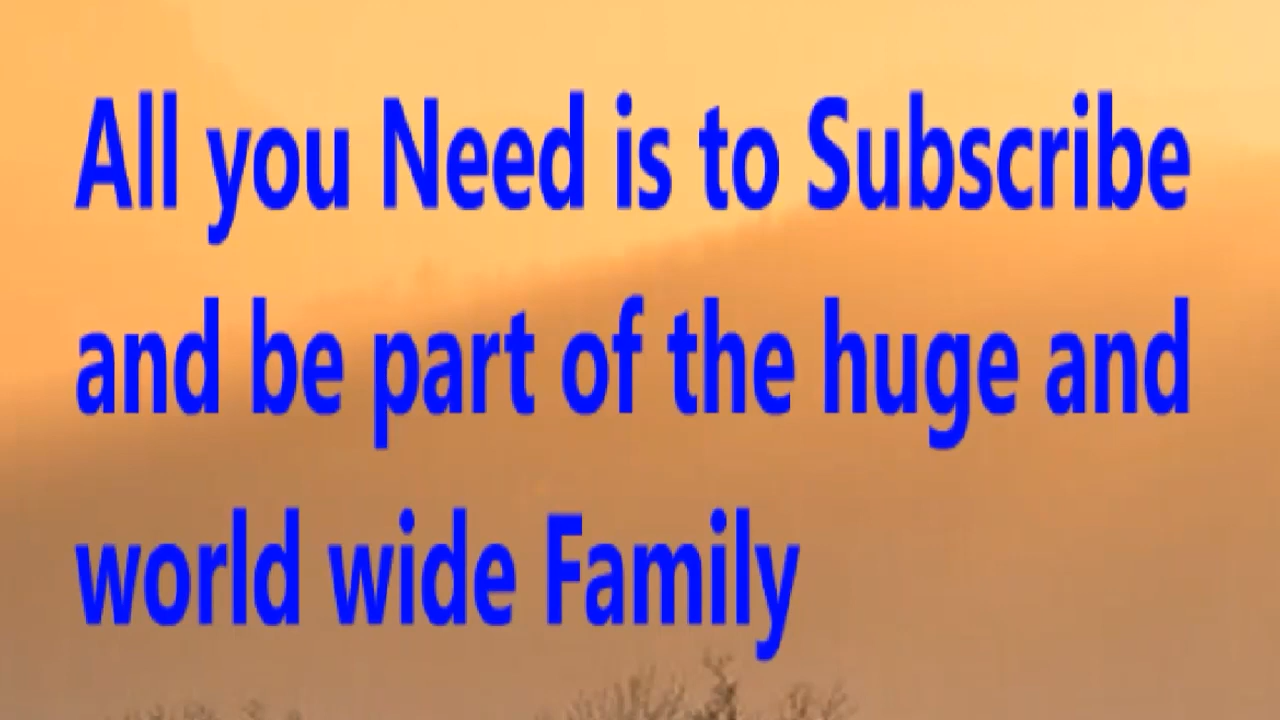 All you Need is to Subscribe
and be part of the huge and
world wide Family